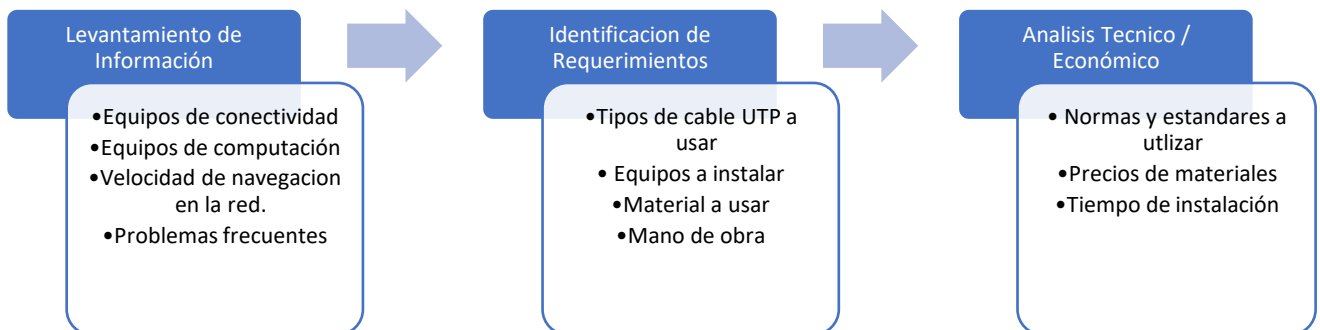 Levantamiento de
Información
•Equipos de conectividad
•Equipos de computación
•Velocidad de navegacion
en la red.
•Problemas frecuentes
Identificacion de
Requerimientos
•Tipos de cable UTP a
usar
• Equipos a instalar
•Material a usar
•Mano de obra
Analisis Tecnico /
Económico
• Normas y estandares a
utlizar
•Precios de materiales
•Tiempo de instalación